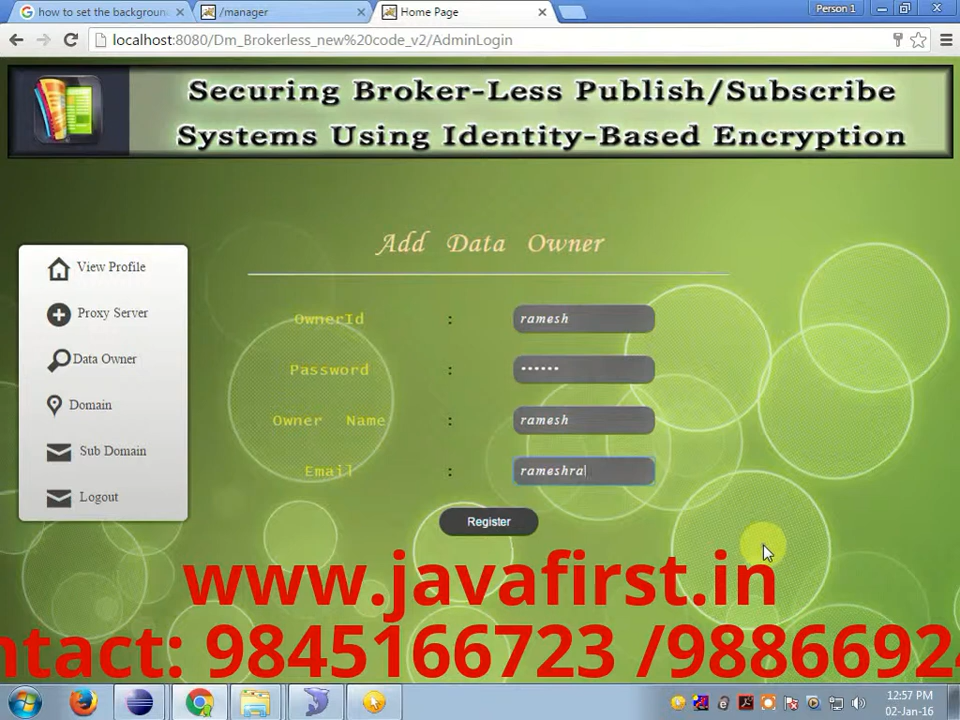 how to set the backgroun
/manager
Home Page
Person 1
localhost:8080/Dm_Brokerless_new%20code_v2/AdminLogin
Securing Broker-Less Publish/Subscribe
Systems Using Identity-Based Encryption
Add Data Owner
View Profile
Proxy Server
Data Owner
Domain
Sub Domain
Logout
OwnerId : ramesh
Password : ••••••
Owner Name : ramesh
Email : rameshra
Register
www.javafirst.in
ntact: 9845166723 /9886692
12:57 PM
02-Jan-16